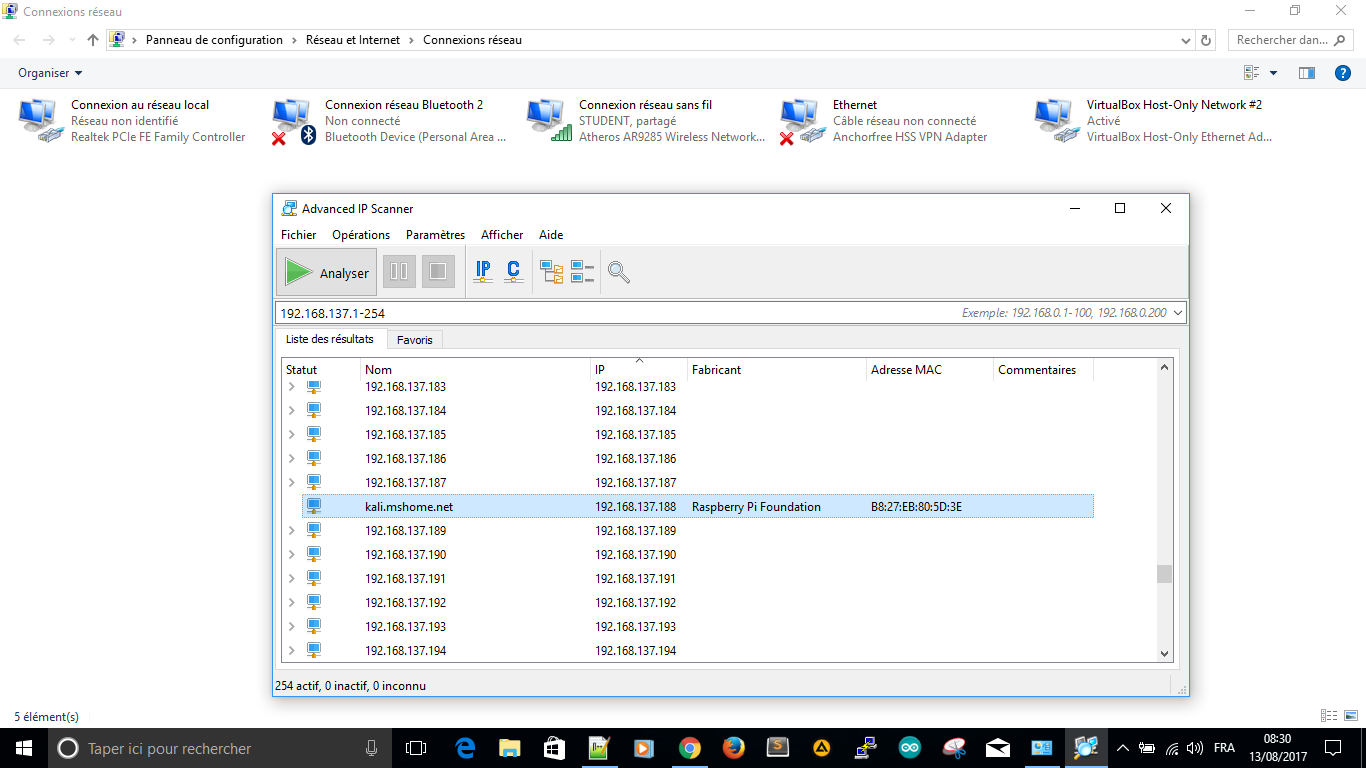 Connexions réseau
Panneau de configuration > Réseau et Internet > Connexions réseau
Rechercher dan...
Organiser
Connexion au réseau local
Réseau non identifié
Realtek PCIe FE Family Controller
Connexion réseau Bluetooth 2
Non connecté
Bluetooth Device (Personal Area ...
Connexion réseau sans fil
STUDENT, partagé
Atheros AR9285 Wireless Network...
Ethernet
Câble réseau non connecté
Anchorfree HSS VPN Adapter
VirtualBox Host-Only Network #2
Activé
VirtualBox Host-Only Ethernet Ad...
Advanced IP Scanner
Fichier Opérations Paramètres Afficher Aide
Analyser IP C
192.168.137.1-254 Exemple: 192.168.0.1-100, 192.168.0.200
Liste des résultats Favoris
Statut Nom IP Fabricant Adresse MAC Commentaires
192.168.137.183 192.168.137.183
192.168.137.184 192.168.137.184
192.168.137.185 192.168.137.185
192.168.137.186 192.168.137.186
192.168.137.187 192.168.137.187
kali.mshome.net 192.168.137.188 Raspberry Pi Foundation B8:27:EB:80:5D:3E
192.168.137.189 192.168.137.189
192.168.137.190 192.168.137.190
192.168.137.191 192.168.137.191
192.168.137.192 192.168.137.192
192.168.137.193 192.168.137.193
192.168.137.194 192.168.137.194
254 actif, 0 inactif, 0 inconnu
5 élément(s)
Taper ici pour rechercher
FRA
08:30
13/08/2017